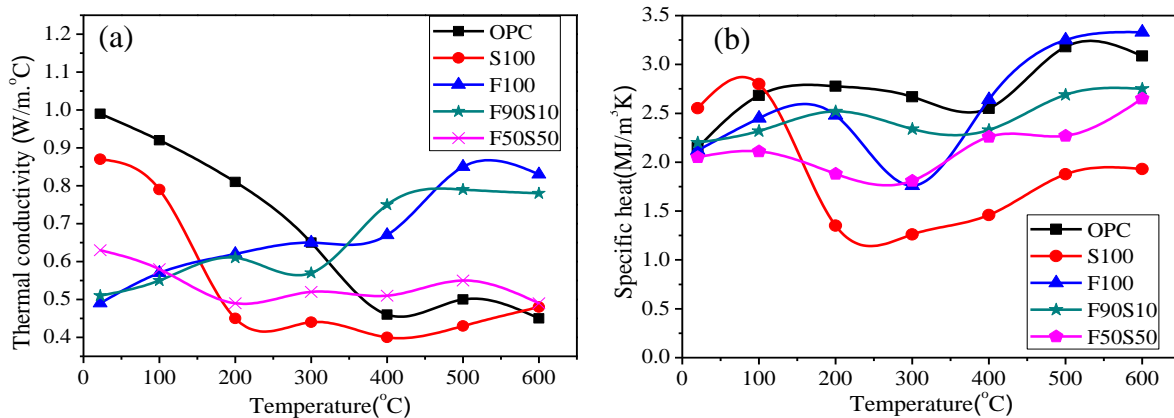 (a)
OPC
S100
F100
F90S10
F50S50
Thermal conductivity (W/m.°C)
1.2
1.1
1.0
0.9
0.8
0.7
0.6
0.5
0.4
0 100 200 300 400 500 600
Temperature(°C)
(b)
Specific heat(MJ/m³K)
3.5
3.0
2.5
2.0
1.5
1.0
0.5
0.0
OPC
S100
F100
F90S10
F50S50
0 100 200 300 400 500 600
Temperature(°C)